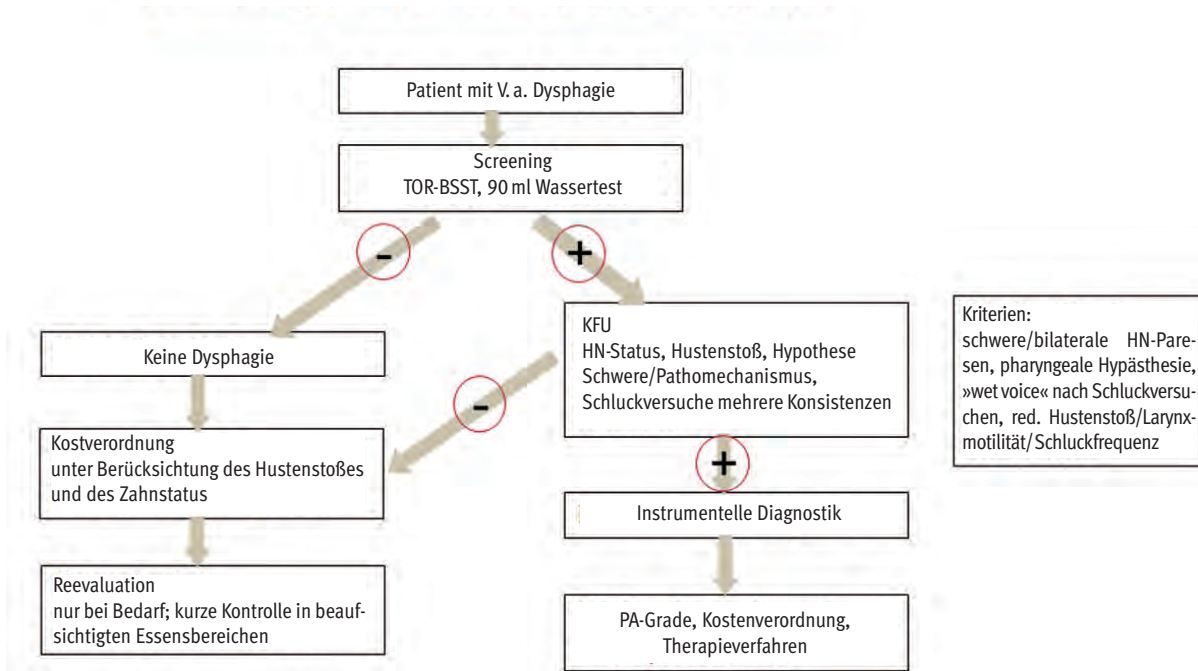 Patient mit V. a. Dysphagie
Screening
TOR-BSST, 90 ml Wassertest
-
+
Keine Dysphagie
KFU
HN-Status, Hustenstoß, Hypothese
Schwere/Pathomechanismus,
Schluckversuche mehrere Konsistenzen
Kriterien:
schwere/bilaterale HN-Pare-
sen, pharyngeale Hypästhesie,
»wet voice« nach Schluckversu-
chen, red. Hustenstoß/Larynx-
motilität/Schluckfrequenz
-
Kostverordnung
unter Berücksichtung des Hustenstoßes
und des Zahnstatus
+
Instrumentelle Diagnostik
Reevaluation
nur bei Bedarf; kurze Kontrolle in beauf-
sichtigten Essensbereichen
PA-Grade, Kostenverordnung,
Therapieverfahren